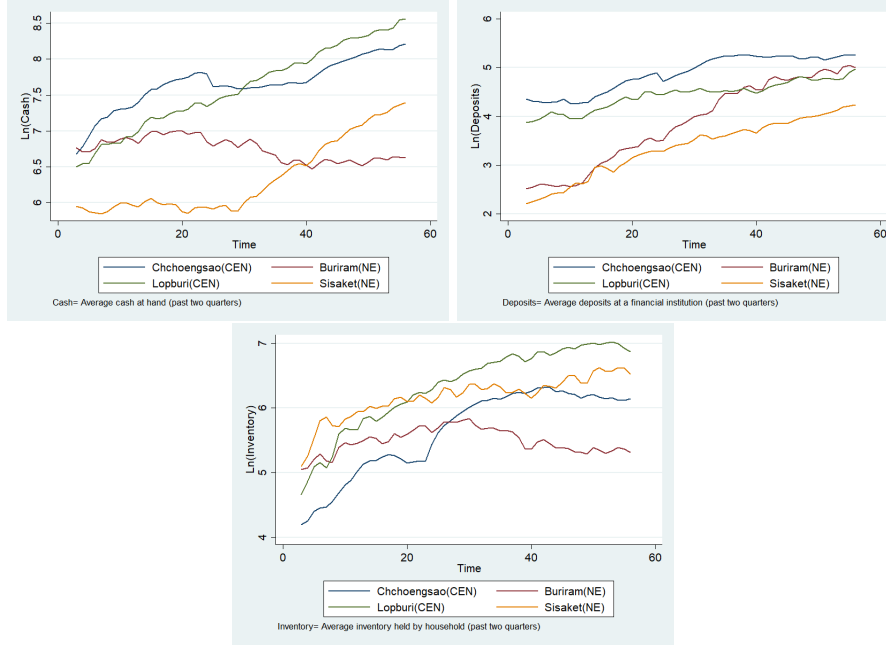 Ln(Cash)
8.5
8
7.5
7
6.5
6
0 20 40 60
Time
Chchoengsao(CEN) Buriram(NE)
Lopburi(CEN) Sisaket(NE)
Cash= Average cash at hand (past two quarters)
Ln(Deposits)
6
5
4
3
2
0 20 40 60
Time
Chchoengsao(CEN) Buriram(NE)
Lopburi(CEN) Sisaket(NE)
Deposits= Average deposits at a financial institution (past two quarters)
Ln(Inventory)
7
6
5
4
0 20 40 60
Time
Chchoengsao(CEN) Buriram(NE)
Lopburi(CEN) Sisaket(NE)
Inventory= Average inventory held by household (past two quarters)